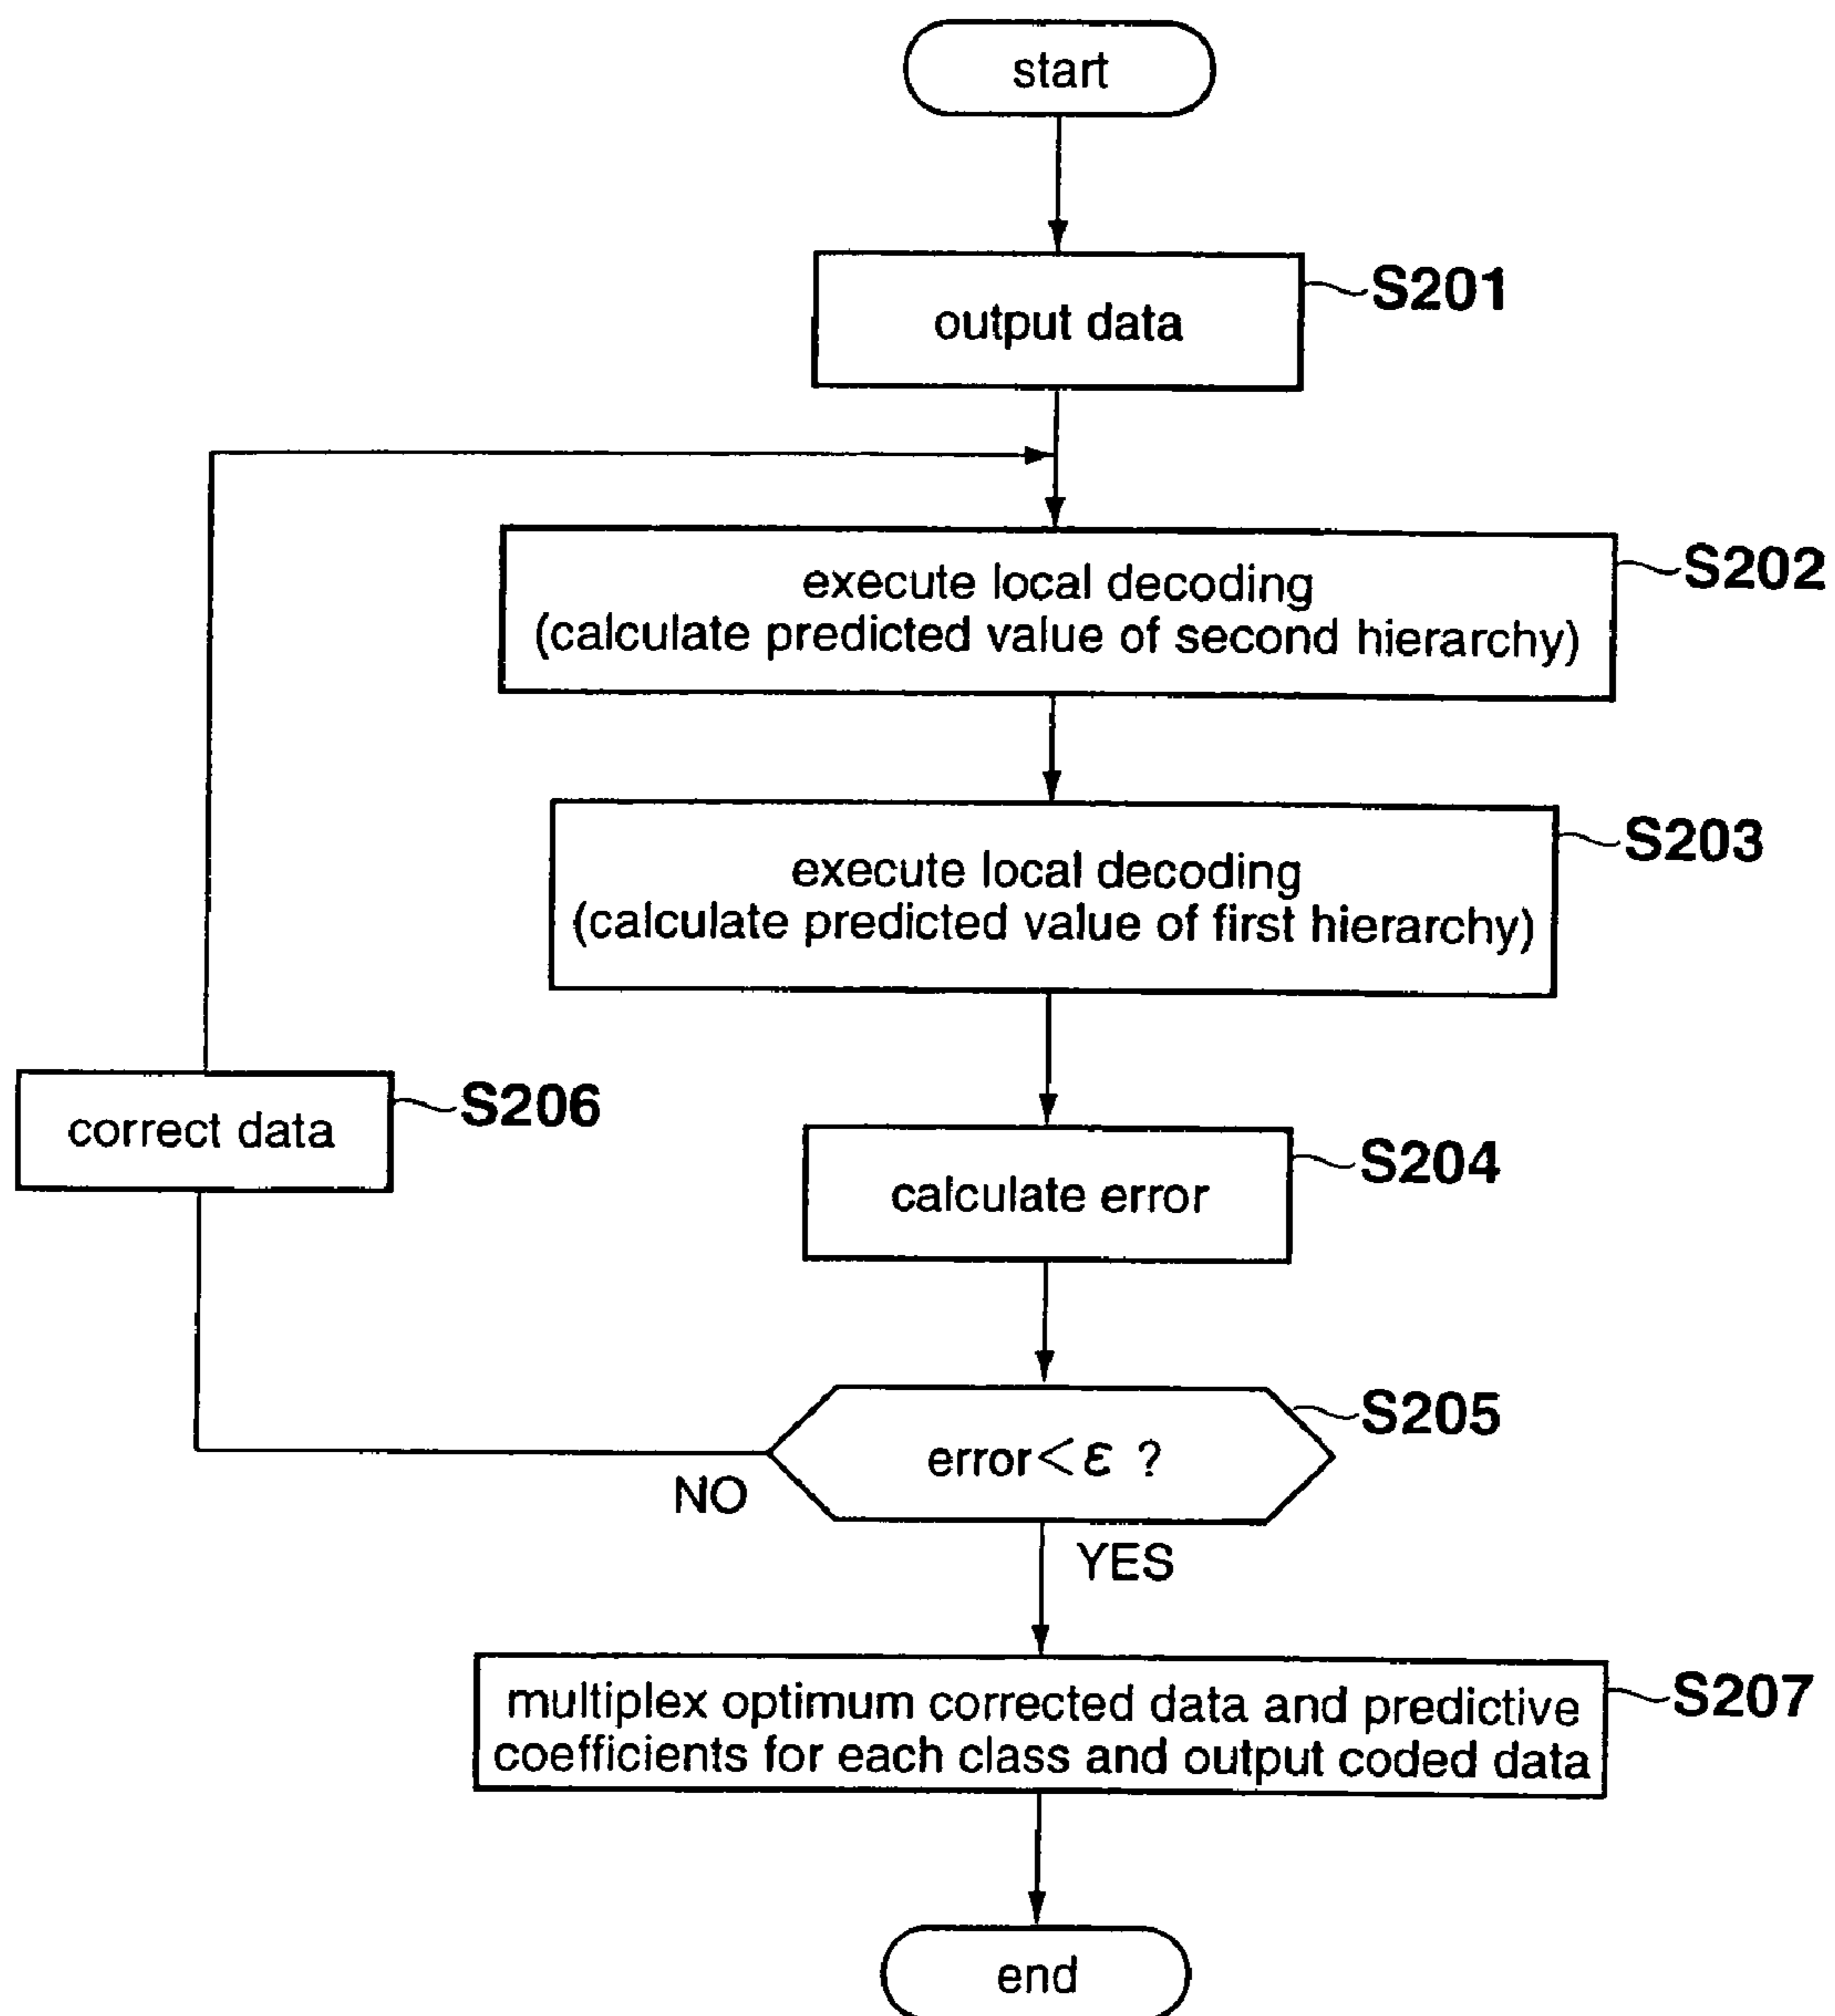 start
output data
S201
execute local decoding
(calculate predicted value of second hierarchy)
S202
execute local decoding
(calculate predicted value of first hierarchy)
S203
correct data
S206
calculate error
S204
error<ε ?
S205
NO
YES
multiplex optimum corrected data and predictive
coefficients for each class and output coded data
S207
end